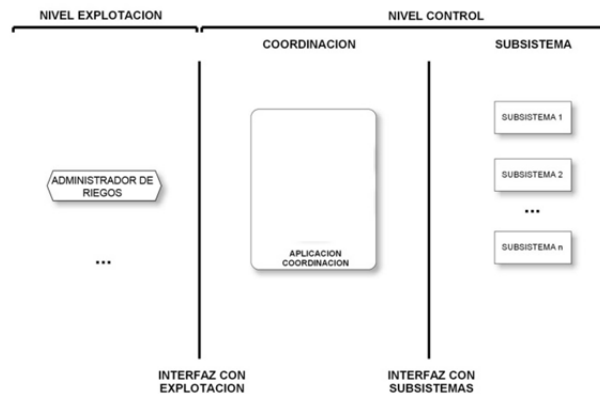 NIVEL EXPLOTACION
NIVEL CONTROL
COORDINACION
SUBSISTEMA
SUBSISTEMA 1
ADMINISTRADOR DE
RIEGOS
SUBSISTEMA 2
...
...
SUBSISTEMA n
APLICACION
COORDINACION
INTERFAZ CON
EXPLOTACION
INTERFAZ CON
SUBSISTEMAS